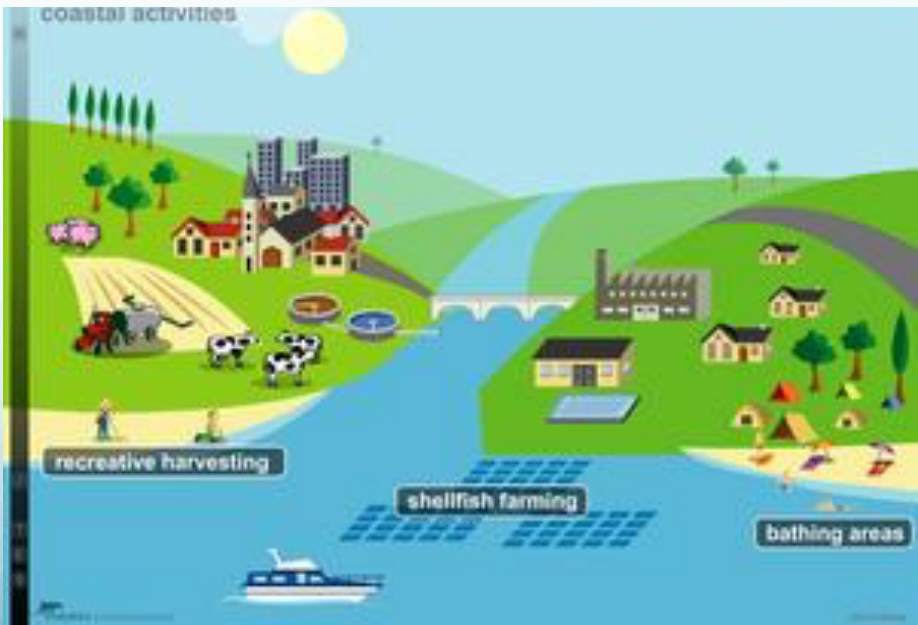 coastal activities
recreative harvesting
shellfish farming
bathing areas